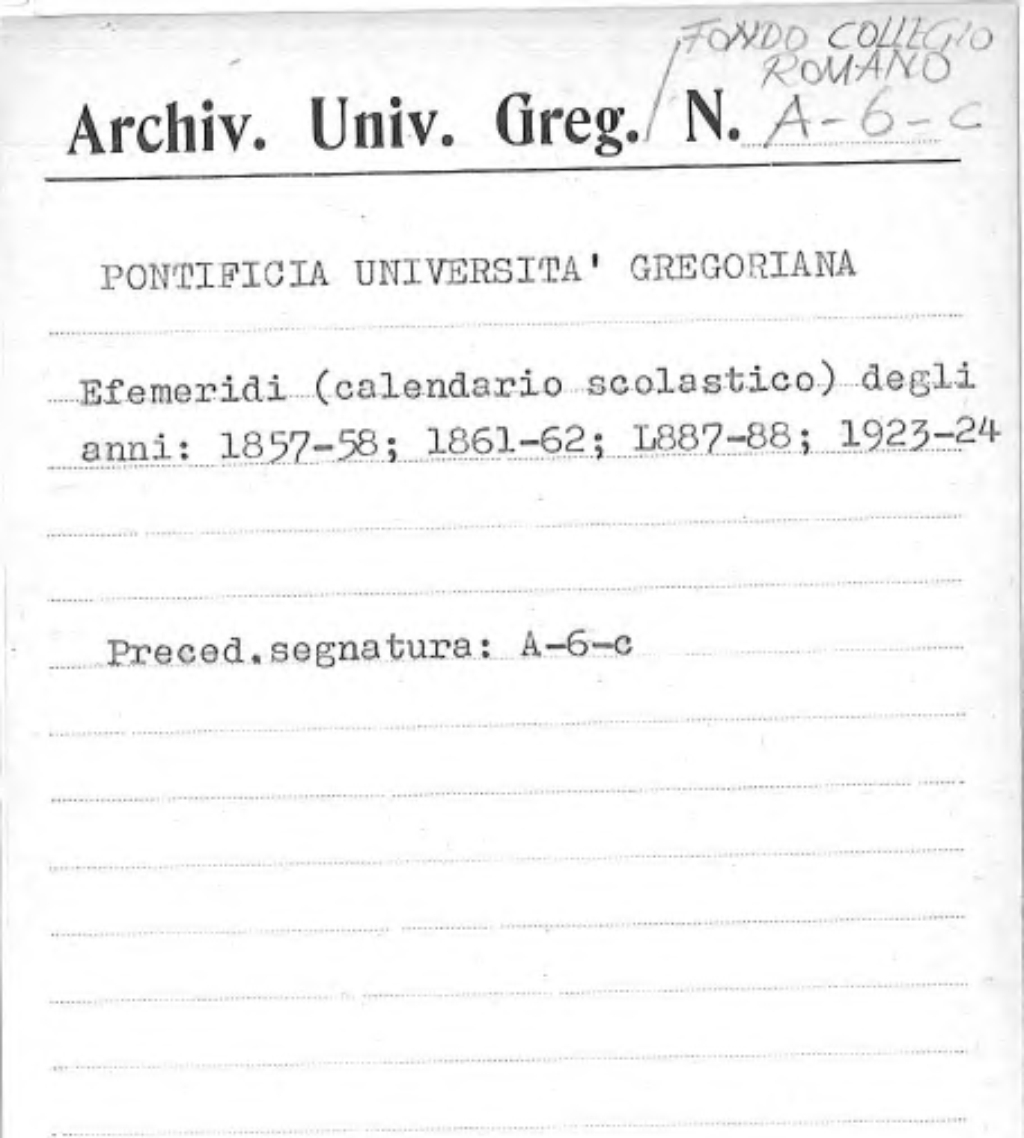 FONDO COLLEGIO
ROMANO
Archiv. Univ. Greg./ N. A-6-C
PONTIFICIA UNIVERSITA' GREGORIANA
Efemeridi (calendario scolastico) degli
anni: 1857-58; 1861-62; L887-88; 1923-24
Preced.segnatura: A-6-c